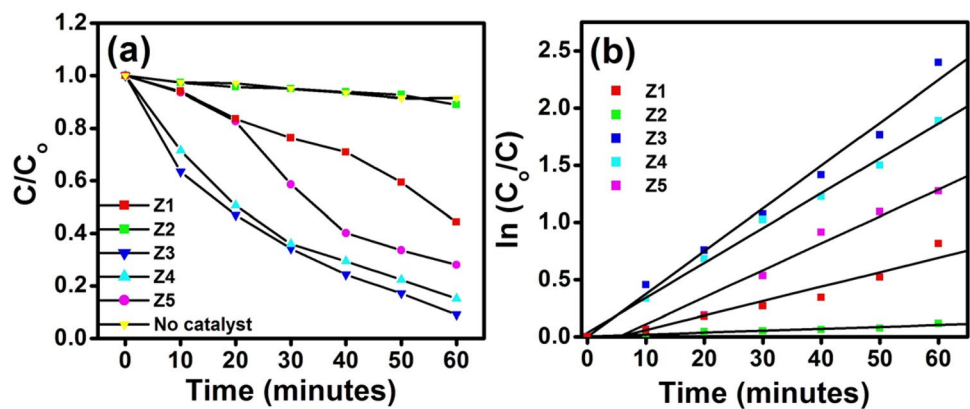 (a)
C/Co
1.2
1.0
0.8
0.6
0.4
0.2
0.0
Z1
Z2
Z3
Z4
Z5
No catalyst
0 10 20 30 40 50 60
Time (minutes)
(b)
ln (Co/C)
2.5
2.0
1.5
1.0
0.5
0.0
Z1
Z2
Z3
Z4
Z5
0 10 20 30 40 50 60
Time (minutes)